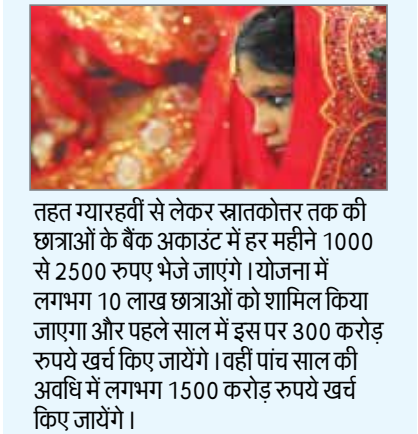 तहत ग्यारहवीं से लेकर स्नातकोत्तर तक की
छात्राओं के बैंक अकाउंट में हर महीने 1000
से 2500 रुपए भेजे जाएंगे । योजना में
लगभग 10 लाख छात्राओं को शामिल किया
जाएगा और पहले साल में इस पर 300 करोड़
रुपये खर्च किए जायेंगे । वहीं पांच साल की
अवधि में लगभग 1500 करोड़ रुपये खर्च
किए जायेंगे ।